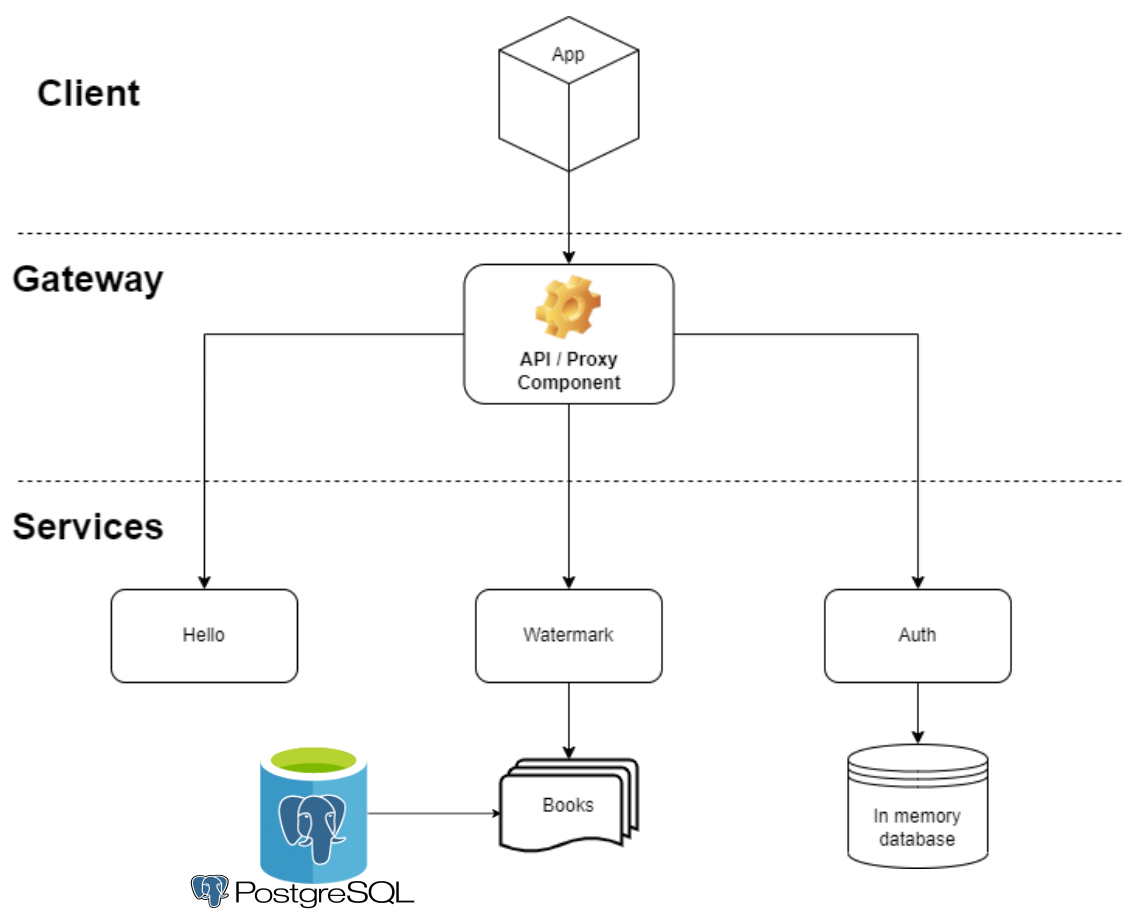 App
Client
Gateway
API / Proxy
Component
Services
Hello
Watermark
Auth
Books
In memory
database
PostgreSQL